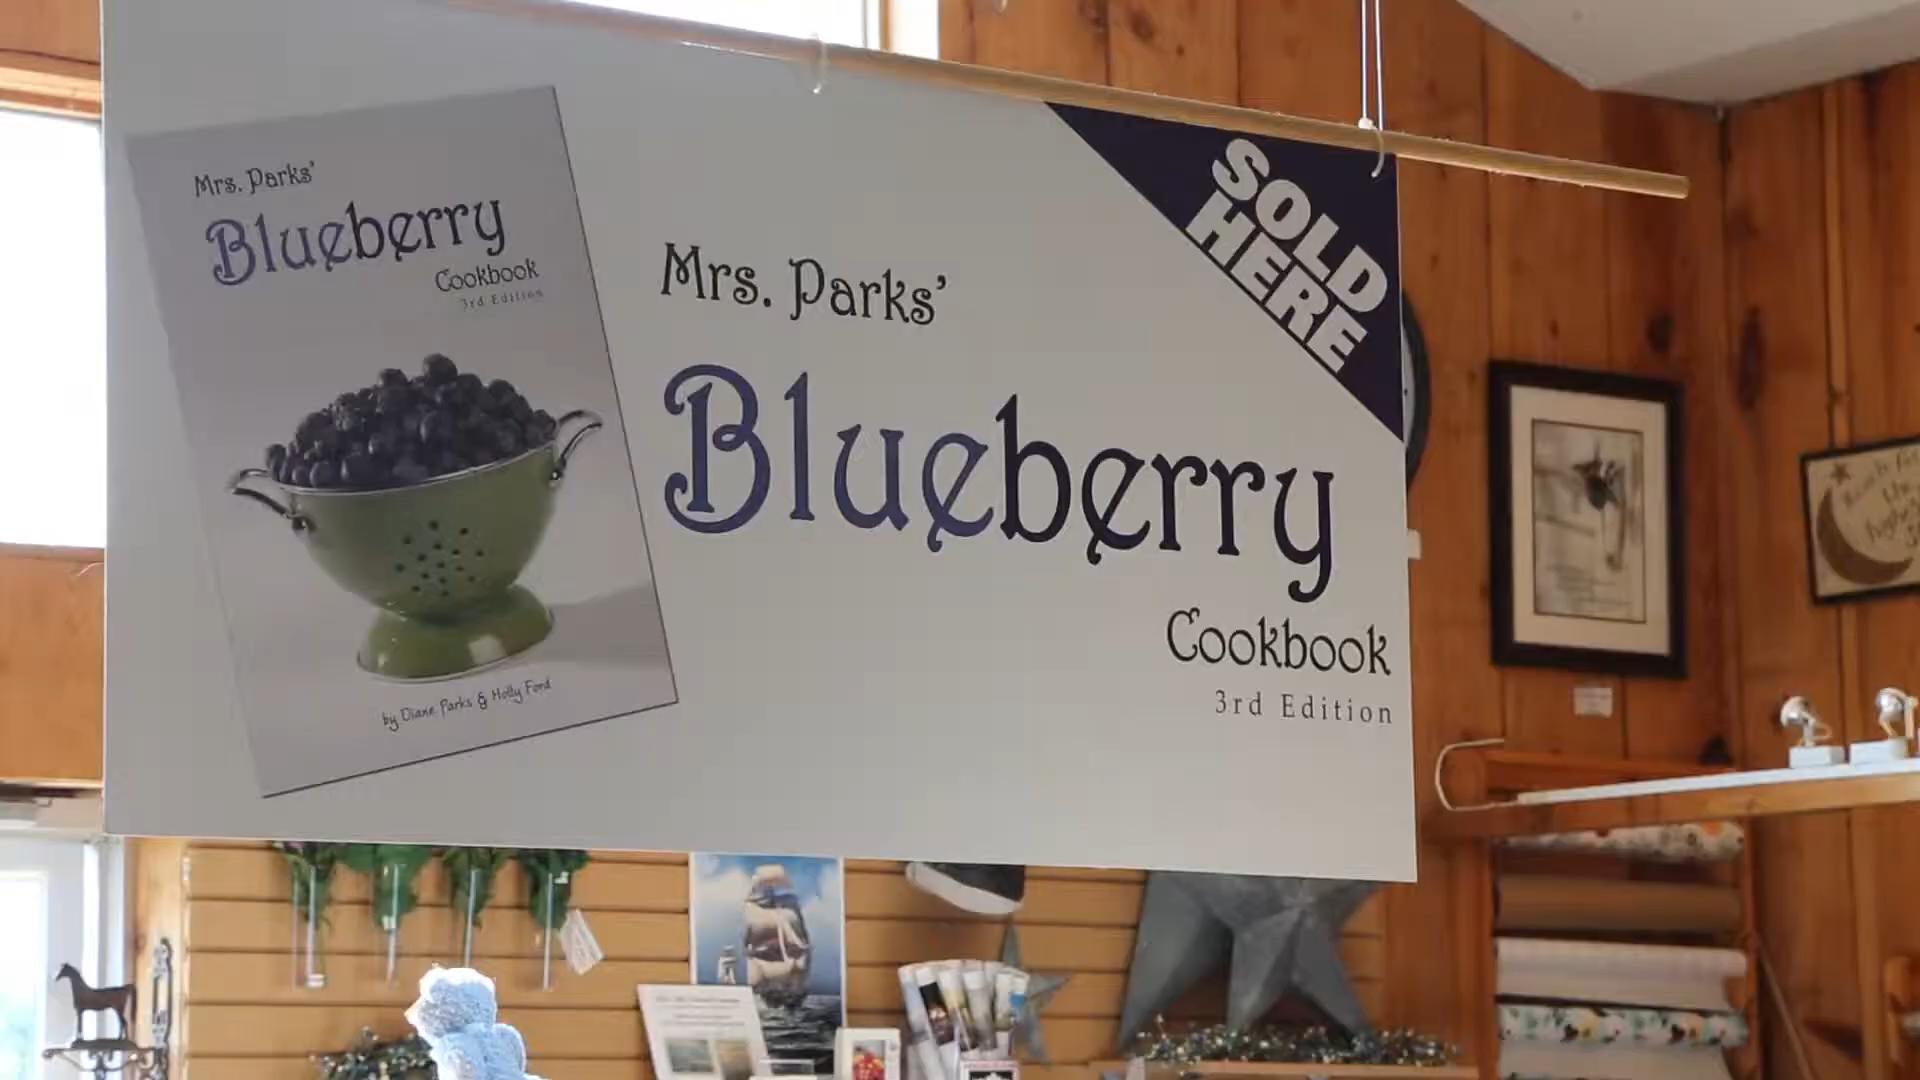 Mrs. Parks'
Blueberry
Cookbook
3rd Edition
by Diane Parks & Holly Ford
Mrs. Parks'
Blueberry
Cookbook
3rd Edition
SOLD
HERE